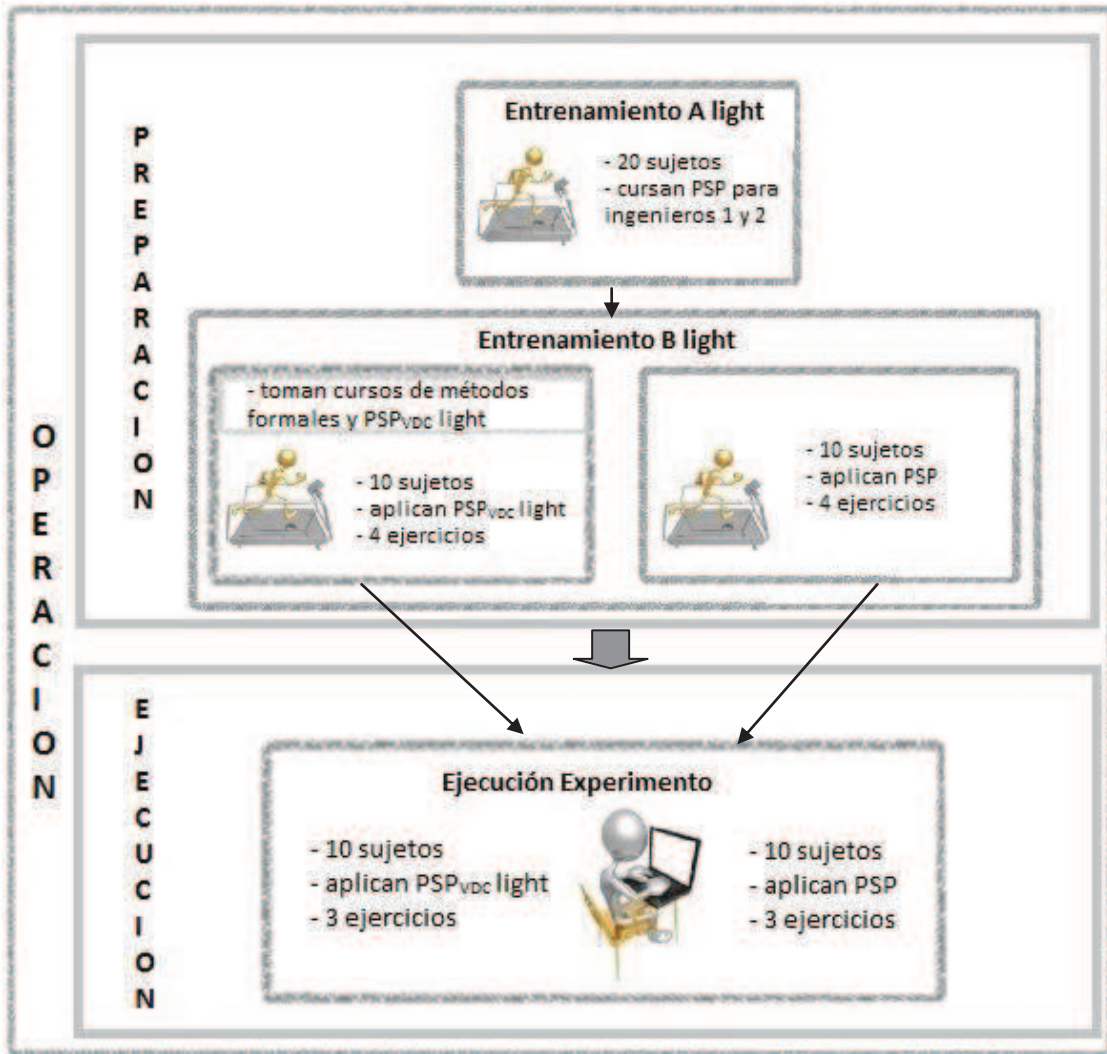 OPERACION
PREPARACION
Entrenamiento A light
- 20 sujetos
- cursan PSP para
ingenieros 1 y 2
Entrenamiento B light
- toman cursos de métodos
formales y PSPVDC light
- 10 sujetos
- aplican PSPVDC light
- 4 ejercicios
- 10 sujetos
- aplican PSP
- 4 ejercicios
EJECUCION
Ejecución Experimento
- 10 sujetos
- aplican PSPVDC light
- 3 ejercicios
- 10 sujetos
- aplican PSP
- 3 ejercicios